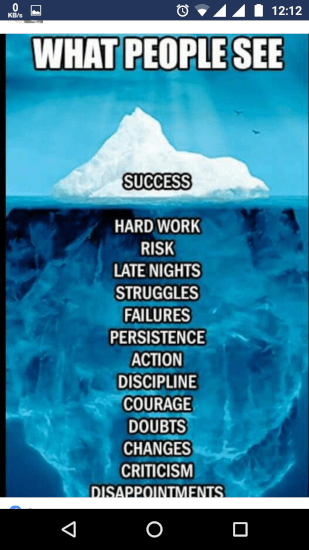 0
KB/s
12:12
WHAT PEOPLE SEE
SUCCESS
HARD WORK
RISK
LATE NIGHTS
STRUGGLES
FAILURES
PERSISTENCE
ACTION
DISCIPLINE
COURAGE
DOUBTS
CHANGES
CRITICISM
DISAPPOINTMENTS